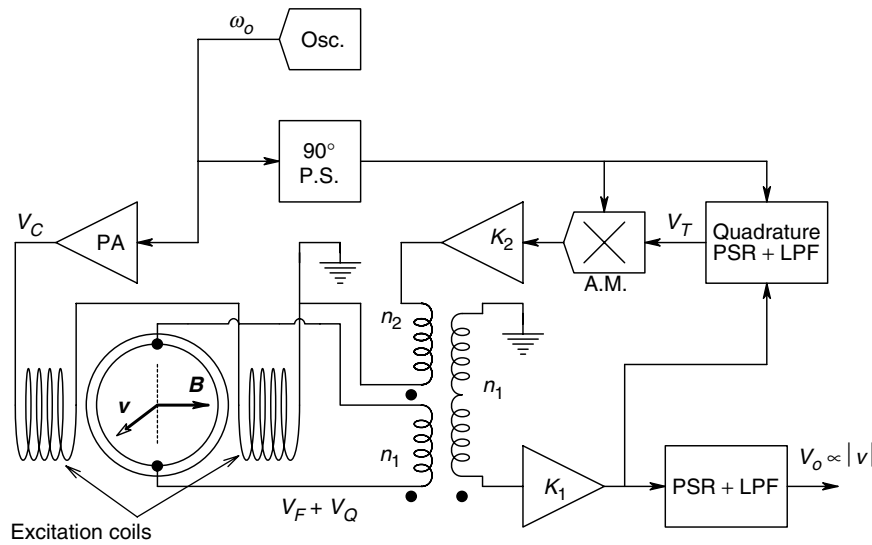 ω_o
Osc.
90°
P.S.
V_C
PA
K_2
A.M.
V_T
Quadrature
PSR + LPF
n_2
n_1
n_1
v
B
V_F + V_Q
K_1
PSR + LPF
V_o ∝ |v|
Excitation coils